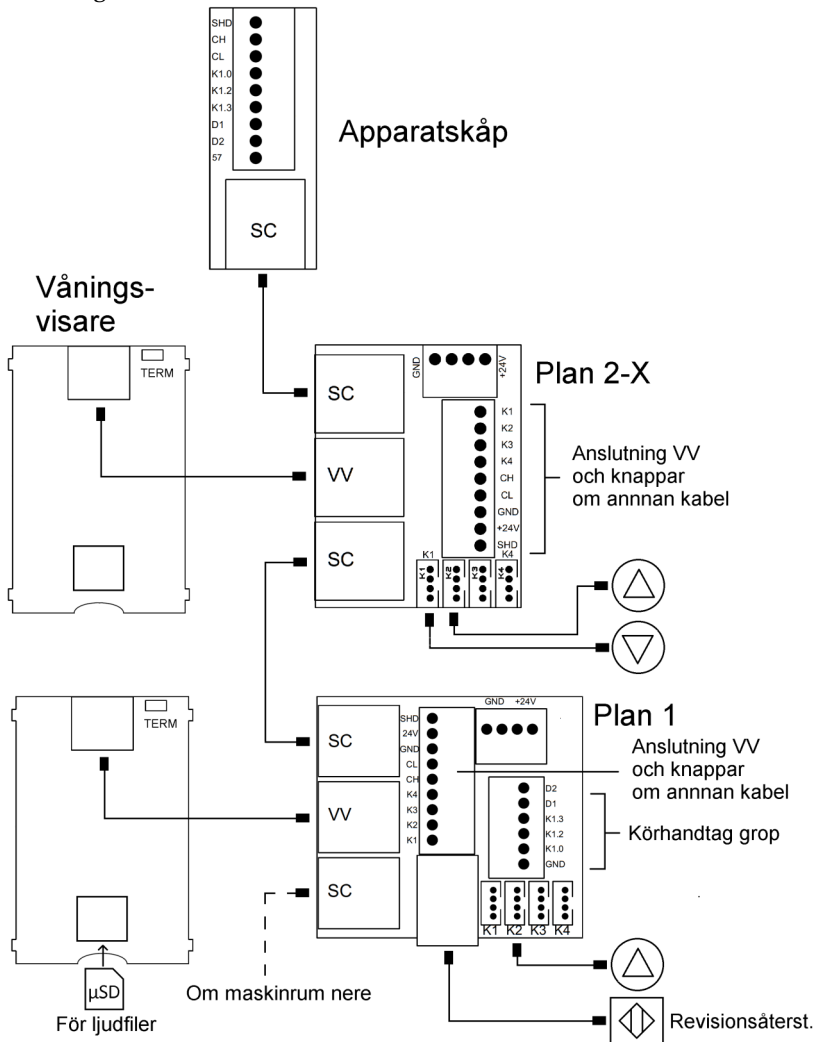 SHD
CH
CL
K1.0
K1.2
K1.3
D1
D2
57
Apparatskåp
SC
Vånings-
visare
TERM
GND
+24V
Plan 2-X
SC
VV
SC
K1
K2
K3
K4
CH
CL
GND
+24V
SHD
Anslutning VV
och knappar
om annnan kabel
K1
K4
K1
K2
K3
K4
TERM
GND +24V
Plan 1
SHD
24V
GND
CL
CH
K4
K3
K2
K1
SC
VV
SC
Anslutning VV
och knappar
om annnan kabel
D2
D1
K1.3
K1.2
K1.0
GND
Körhandtag grop
K1 K2 K3 K4
µSD
För ljudfiler
Om maskinrum nere
Revisionsåterst.